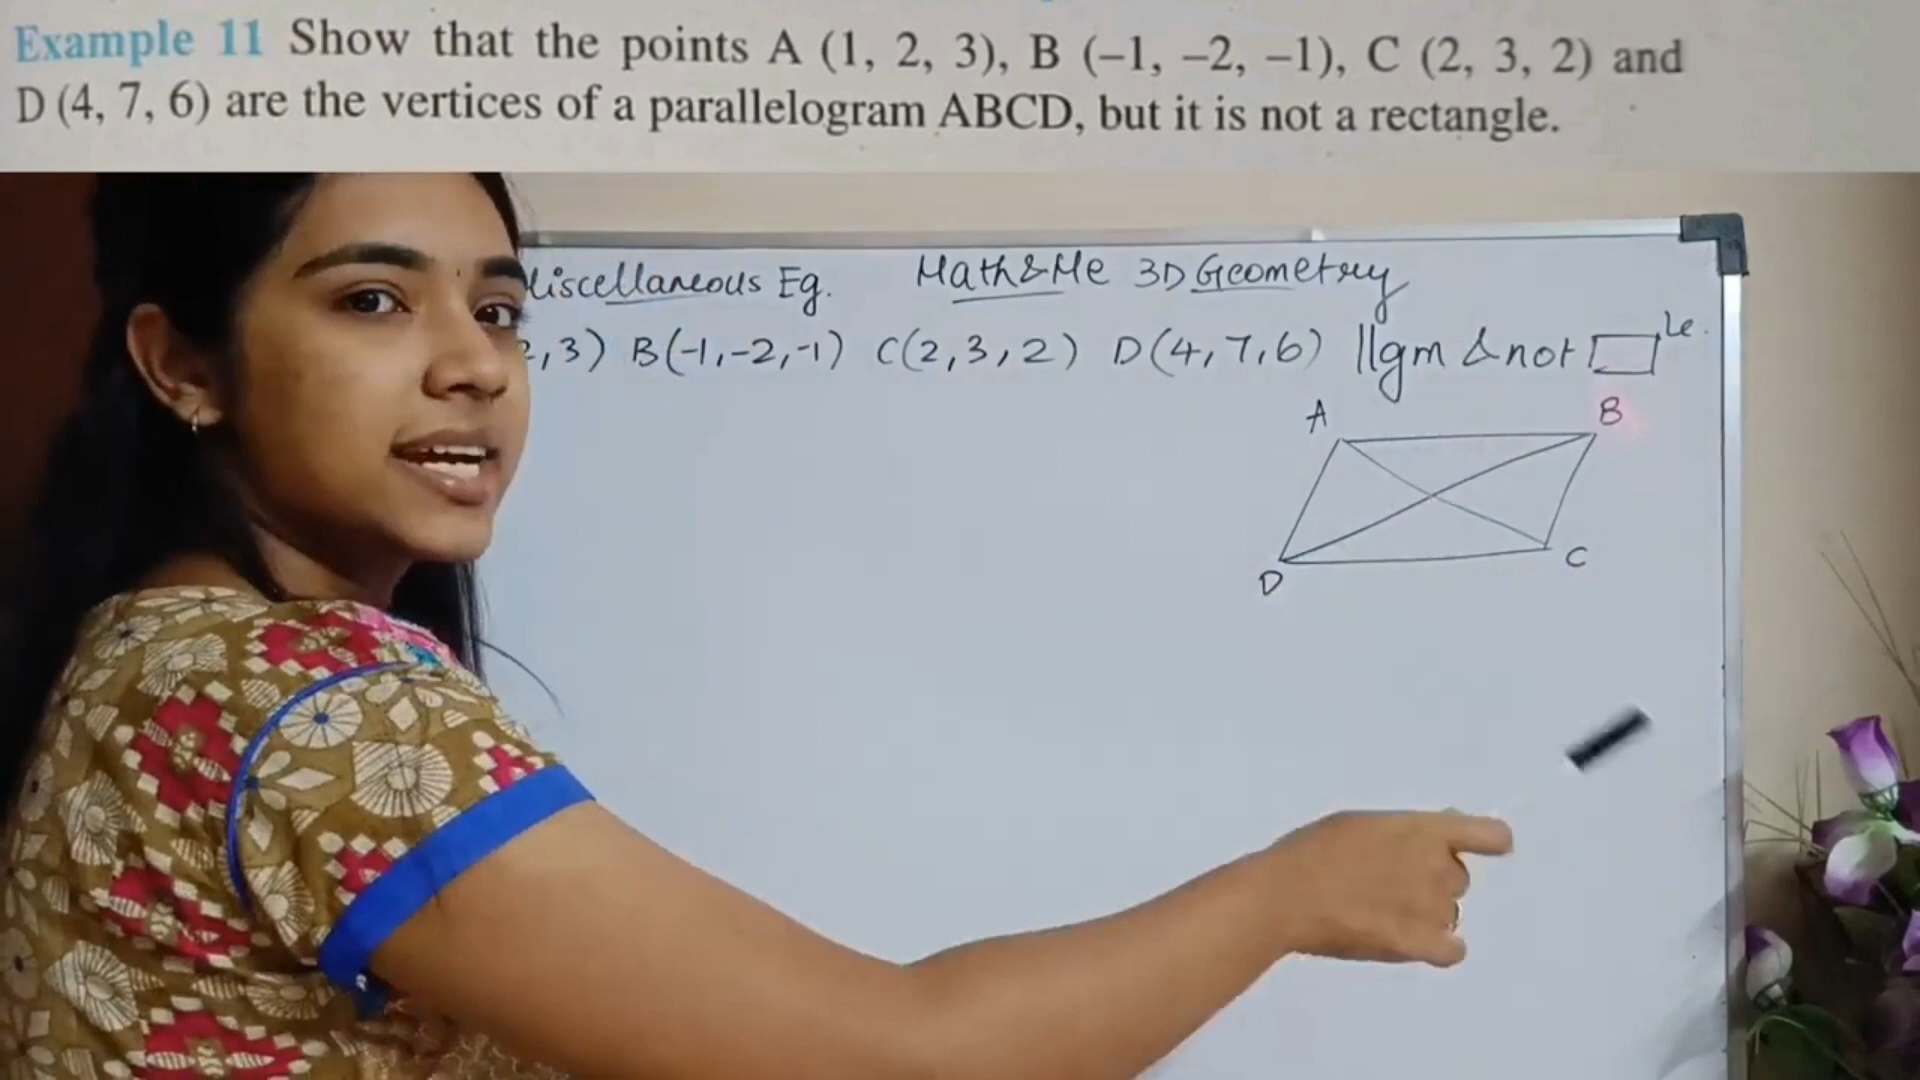 Example 11 Show that the points A (1, 2, 3), B (–1, –2, –1), C (2, 3, 2) and
D (4, 7, 6) are the vertices of a parallelogram ABCD, but it is not a rectangle.
Miscellaneous Eg. Math&Me 3D Geometry
,3) B(-1,-2,-1) C(2,3,2) D(4,7,6) ||gm & not le.
A B
D C